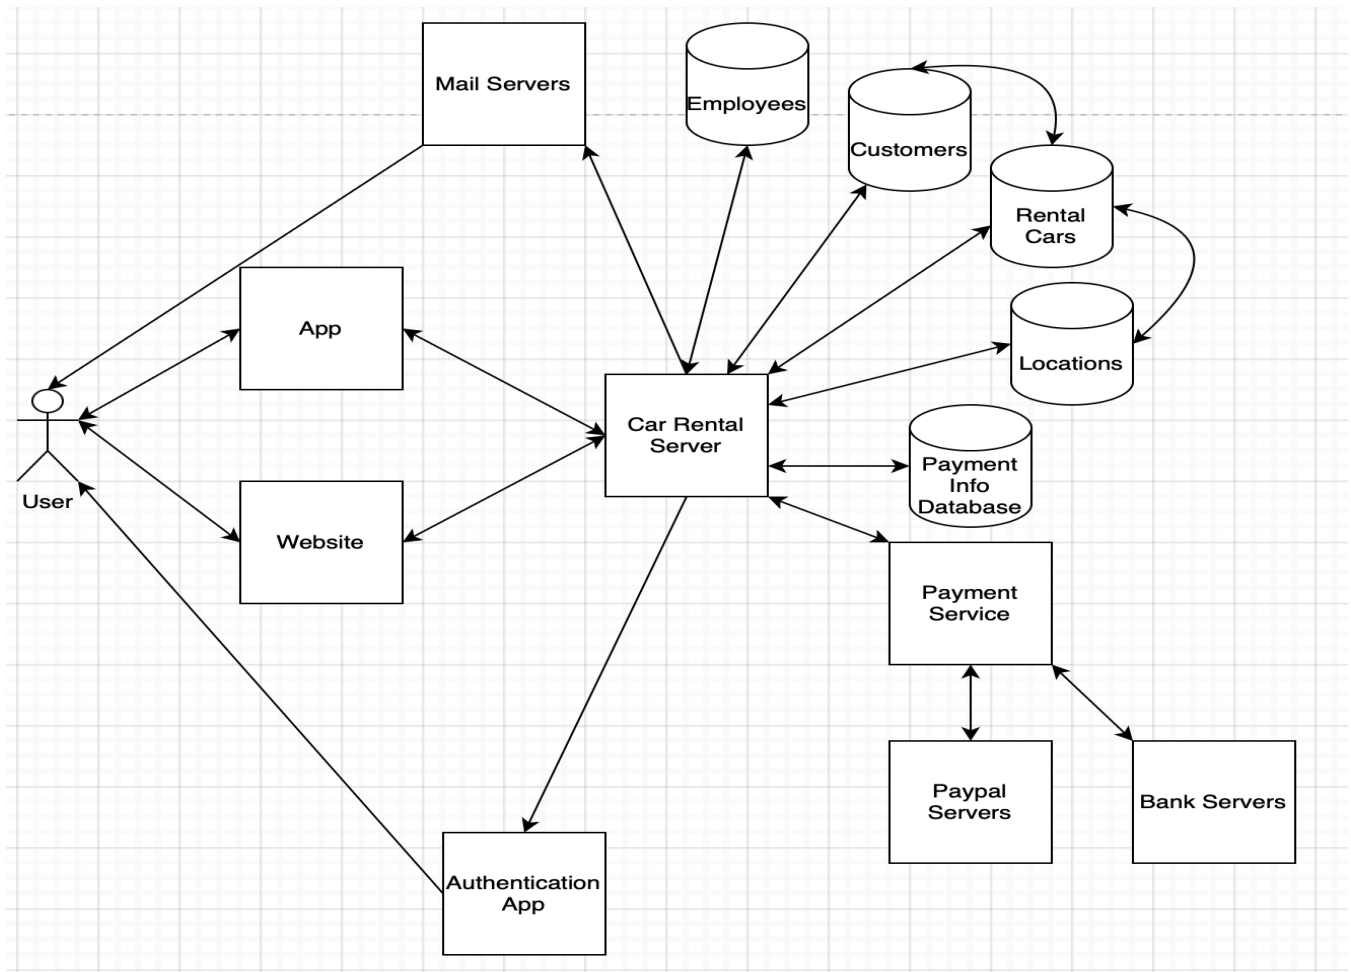 Mail Servers
Employees
Customers
Rental
Cars
App
Locations
Car Rental
Server
Payment
Info
Database
User
Website
Payment
Service
Paypal
Servers
Bank Servers
Authentication
App